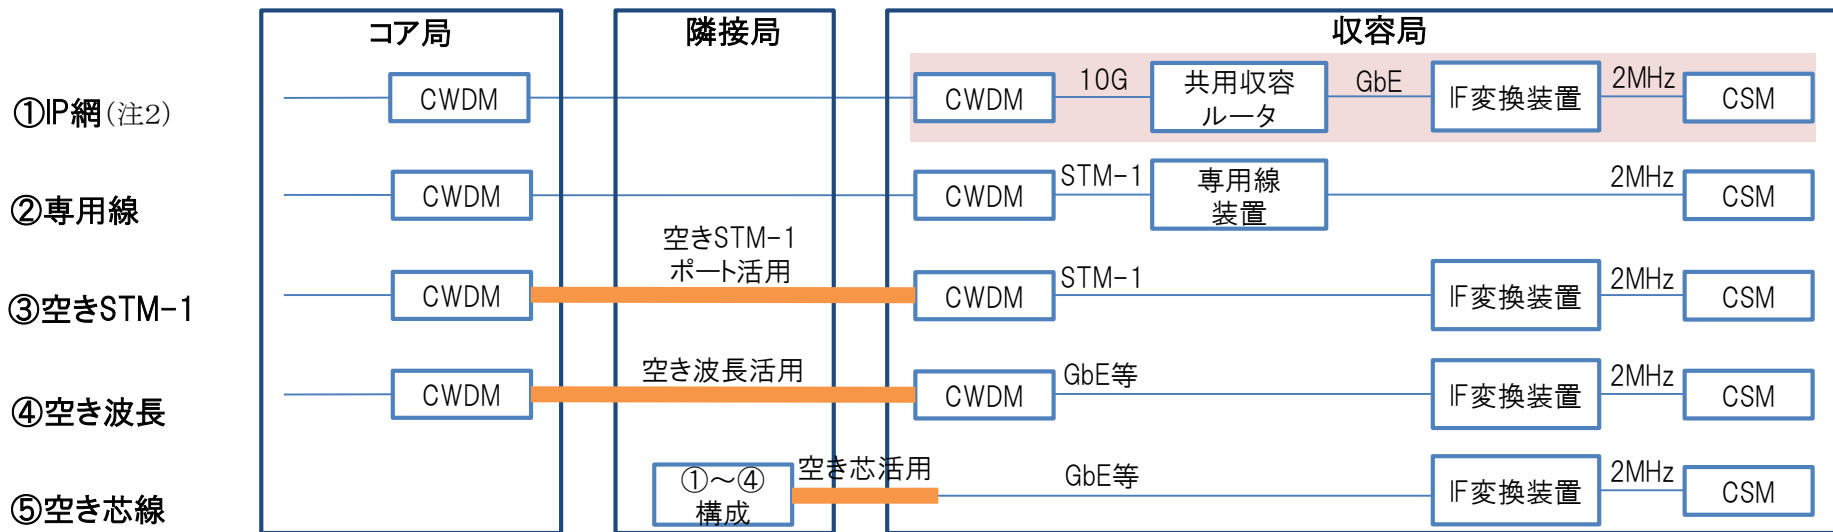 コア局
隣接局
収容局
①IP網(注2)
CWDM
CWDM
10G
共用収容
ルータ
GbE
IF変換装置
2MHz
CSM
②専用線
CWDM
CWDM
STM-1
専用線
装置
2MHz
CSM
③空きSTM-1
CWDM
空きSTM-1
ポート活用
CWDM
STM-1
IF変換装置
2MHz
CSM
④空き波長
CWDM
空き波長活用
CWDM
GbE等
IF変換装置
2MHz
CSM
⑤空き芯線
①～④
構成
空き芯活用
GbE等
IF変換装置
2MHz
CSM